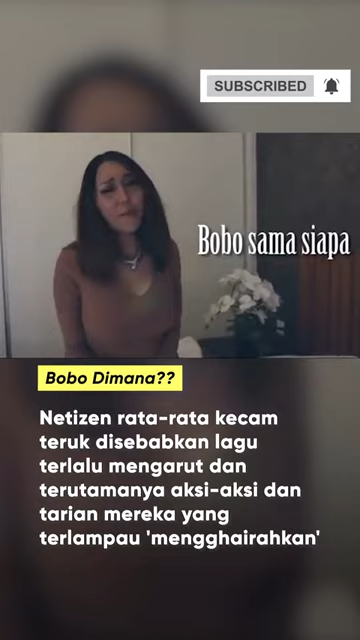 SUBSCRIBED
Bobo sama siapa
Bobo Dimana??
Netizen rata-rata kecam
teruk disebabkan lagu
terlalu mengarut dan
terutamanya aksi-aksi dan
tarian mereka yang
terlampau 'mengghairahkan'